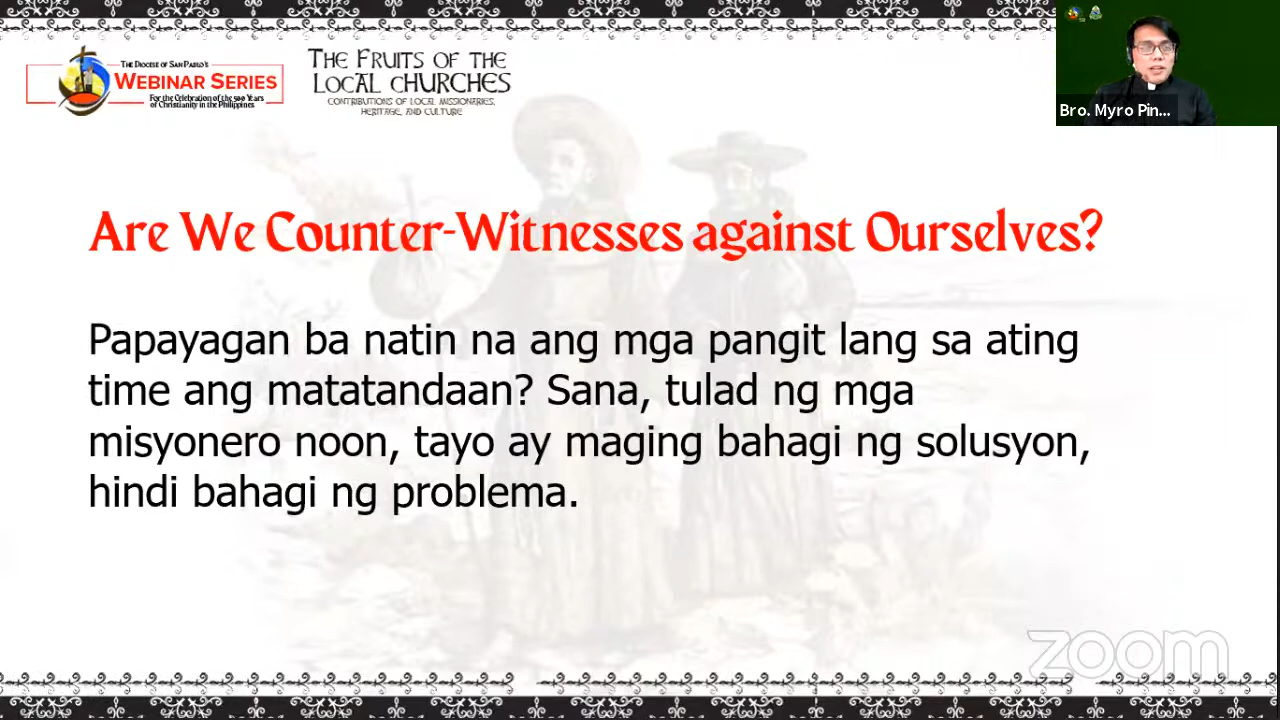 The Diocese of San Pablo's
Webinar Series
For the Celebration of the 500 Years
of Christianity in the Philippines
The Fruits of the
Local Churches
Contributions of Local Missionaries,
Heritage, and Culture
Bro. Myro Pin...
Are We Counter-Witnesses against Ourselves?
Papayagan ba natin na ang mga pangit lang sa ating
time ang matatandaan? Sana, tulad ng mga
misyonero noon, tayo ay maging bahagi ng solusyon,
hindi bahagi ng problema.
zoom